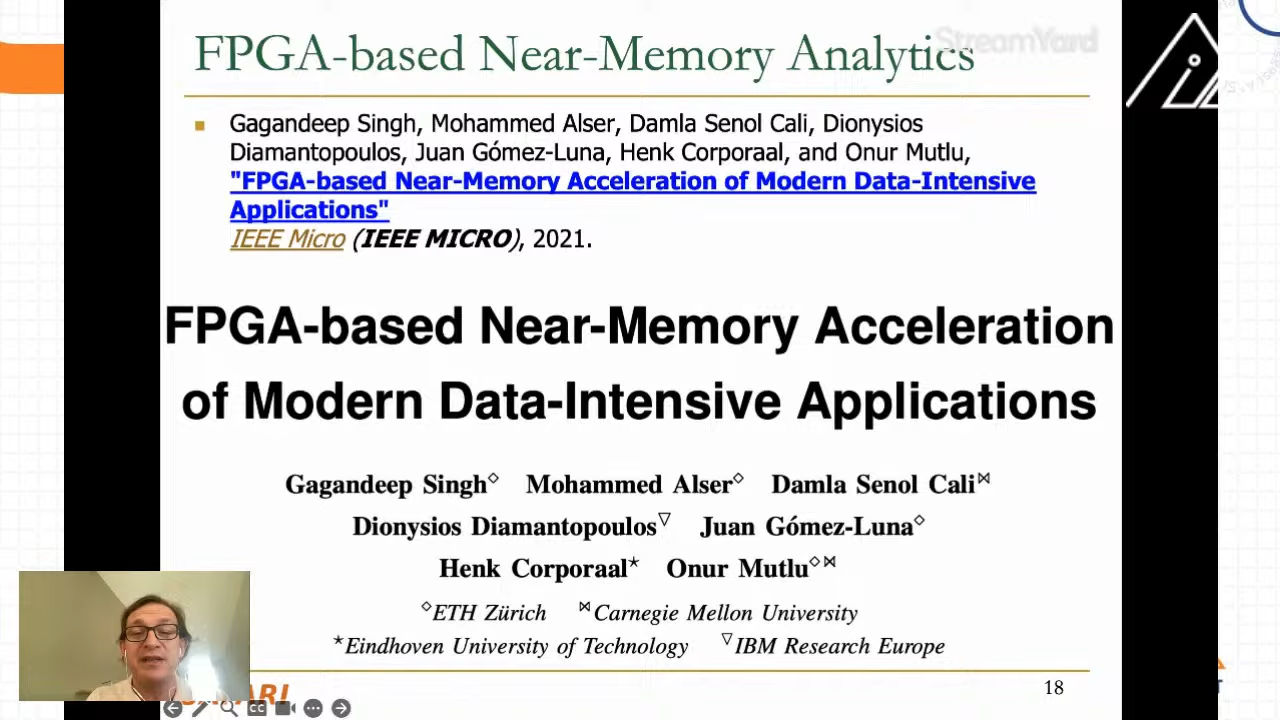 FPGA-based Near-Memory Analytics
StreamYard
Gagandeep Singh, Mohammed Alser, Damla Senol Cali, Dionysios
Diamantopoulos, Juan Gómez-Luna, Henk Corporaal, and Onur Mutlu,
"FPGA-based Near-Memory Acceleration of Modern Data-Intensive
Applications"
IEEE Micro (IEEE MICRO), 2021.
FPGA-based Near-Memory Acceleration
of Modern Data-Intensive Applications
Gagandeep Singh◇ Mohammed Alser◇ Damla Senol Cali⋈
Dionysios Diamantopoulos▽ Juan Gómez-Luna◇
Henk Corporaal⋆ Onur Mutlu◇⋈
◇ETH Zürich ⋈Carnegie Mellon University
⋆Eindhoven University of Technology ▽IBM Research Europe
18
CC